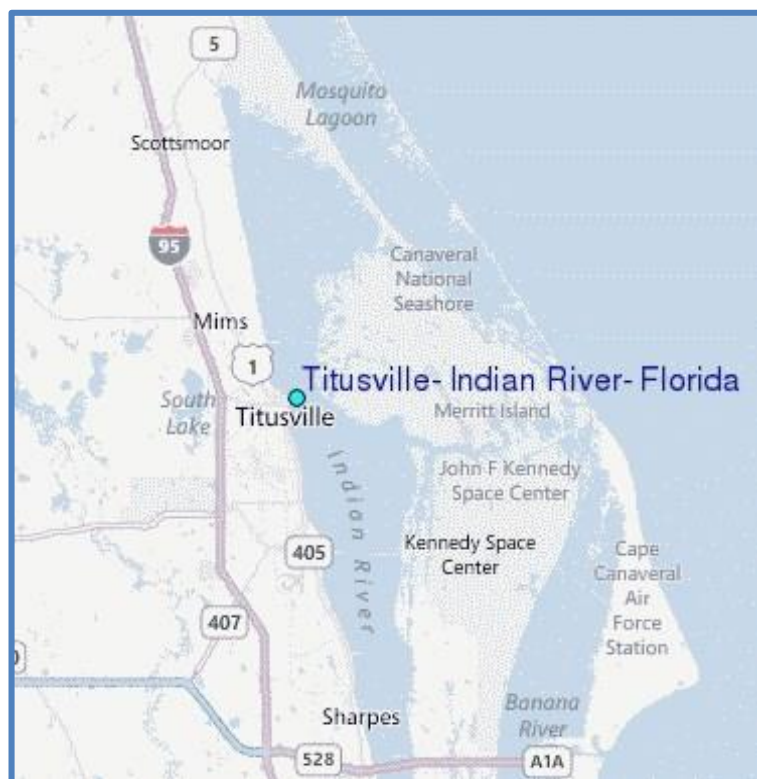 5
Mosquito
Lagoon
Scottsmoor
95
Canaveral
National
Seashore
Mims
1
Titusville- Indian River- Florida
South
Lake
Titusville
Merritt Island
Indian River
John F Kennedy
Space Center
405
Kennedy Space
Center
Cape
Canaveral
Air
Force
Station
407
0
Sharpes
Banana
River
528
A1A